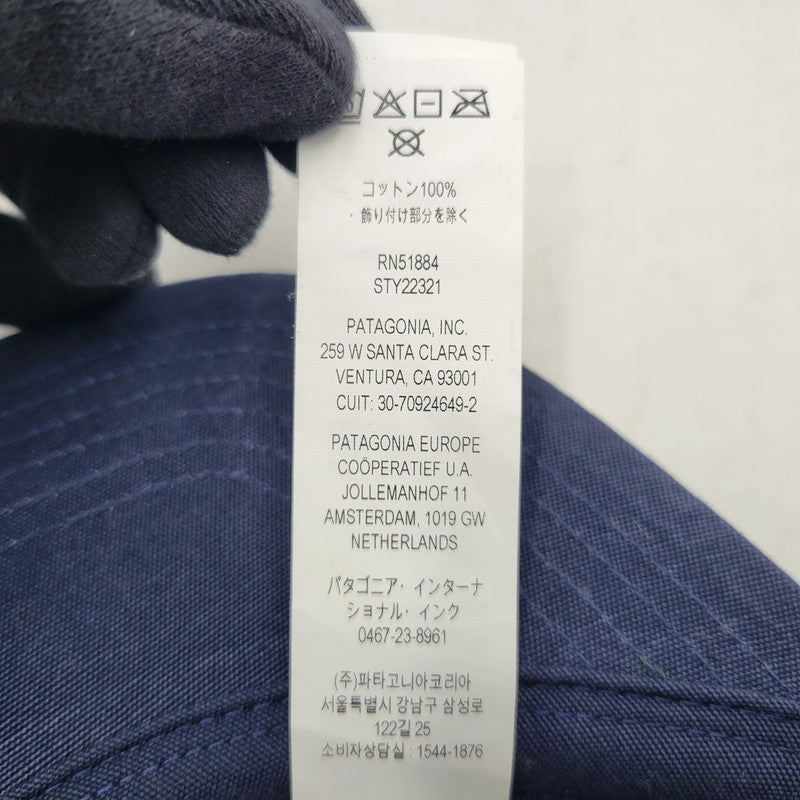 コットン100%
・飾り付け部分を除く
RN51884
STY22321
PATAGONIA, INC.
259 W SANTA CLARA ST.
VENTURA, CA 93001
CUIT: 30-70924649-2
PATAGONIA EUROPE
COÖPERATIEF U.A.
JOLLEMANHOF 11
AMSTERDAM, 1019 GW
NETHERLANDS
パタゴニア・インターナ
ショナル・インク
0467-23-8961
(주)파타고니아코리아
서울특별시 강남구 삼성로
122길 25
소비자상담실 : 1544-1876